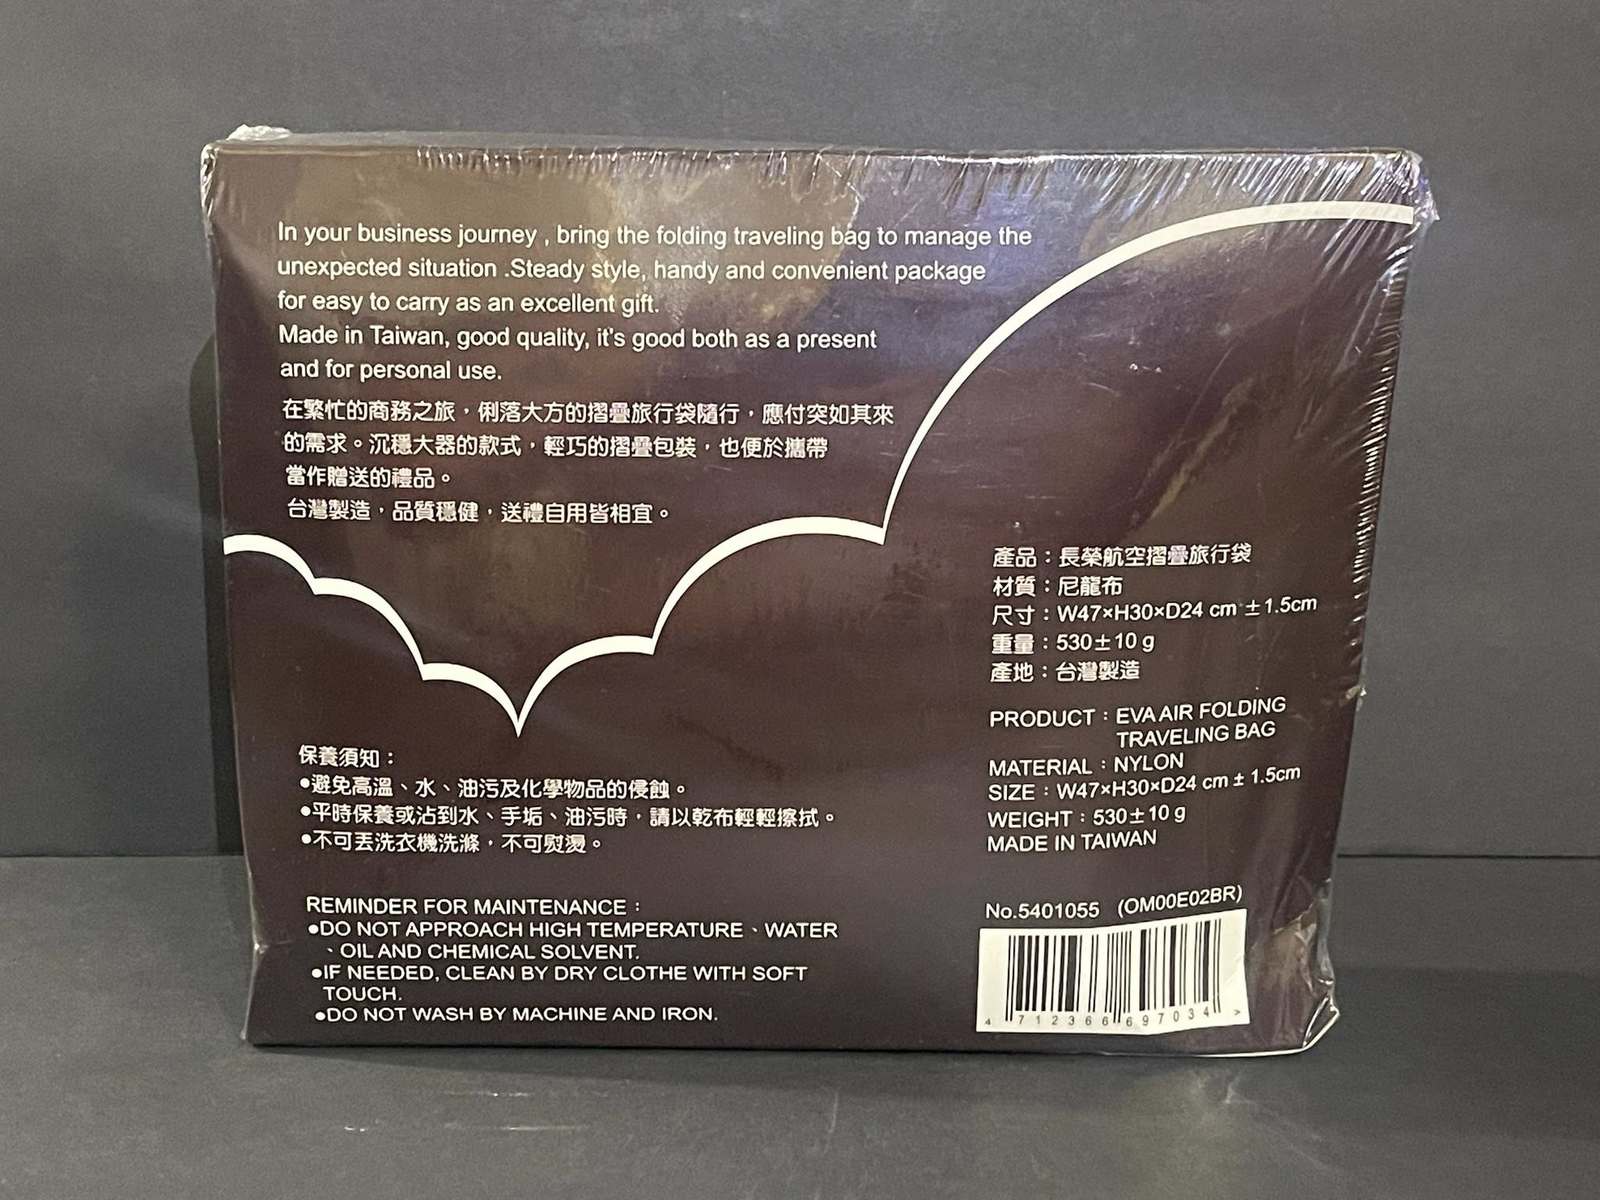 In your business journey , bring the folding traveling bag to manage the
unexpected situation .Steady style, handy and convenient package
for easy to carry as an excellent gift.
Made in Taiwan, good quality, it's good both as a present
and for personal use.
在繁忙的商務之旅，俐落大方的摺疊旅行袋隨行，應付突如其來
的需求。沉穩大器的款式，輕巧的摺疊包裝，也便於攜帶
當作贈送的禮品。
台灣製造，品質穩健，送禮自用皆相宜。
產品：長榮航空摺疊旅行袋
材質：尼龍布
尺寸：W47×H30×D24 cm ±1.5cm
重量：530±10 g
產地：台灣製造
PRODUCT：EVA AIR FOLDING
TRAVELING BAG
MATERIAL：NYLON
SIZE：W47×H30×D24 cm ± 1.5cm
WEIGHT：530±10 g
MADE IN TAIWAN
保養須知：
●避免高溫、水、油污及化學物品的侵蝕。
●平時保養或沾到水、手垢、油污時，請以乾布輕輕擦拭。
●不可丟洗衣機洗滌，不可熨燙。
REMINDER FOR MAINTENANCE：
●DO NOT APPROACH HIGH TEMPERATURE、WATER
、OIL AND CHEMICAL SOLVENT.
●IF NEEDED, CLEAN BY DRY CLOTHE WITH SOFT
TOUCH.
●DO NOT WASH BY MACHINE AND IRON.
No.5401055 (OM00E02BR)
4 712366 697034 >